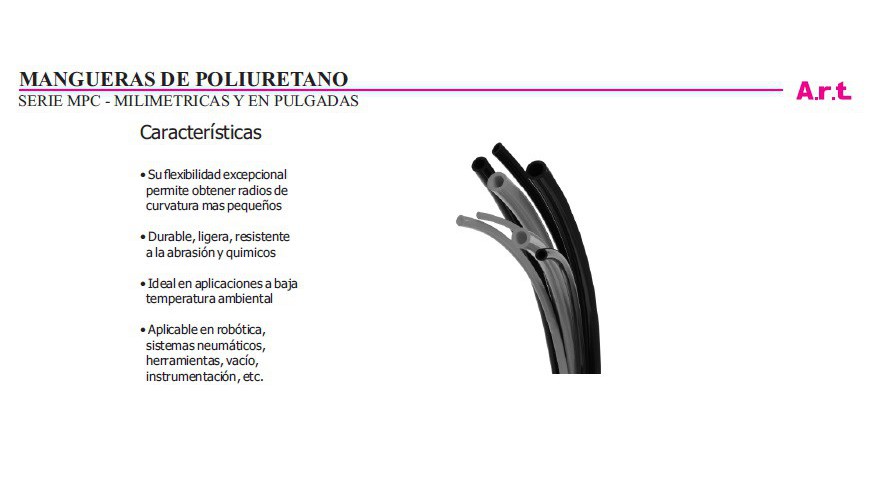 MANGUERAS DE POLIURETANO
SERIE MPC - MILIMETRICAS Y EN PULGADAS
A.r.t.
Características
• Su flexibilidad excepcional
permite obtener radios de
curvatura mas pequeños
• Durable, ligera, resistente
a la abrasión y quimicos
• Ideal en aplicaciones a baja
temperatura ambiental
• Aplicable en robótica,
sistemas neumáticos,
herramientas, vacío,
instrumentación, etc.